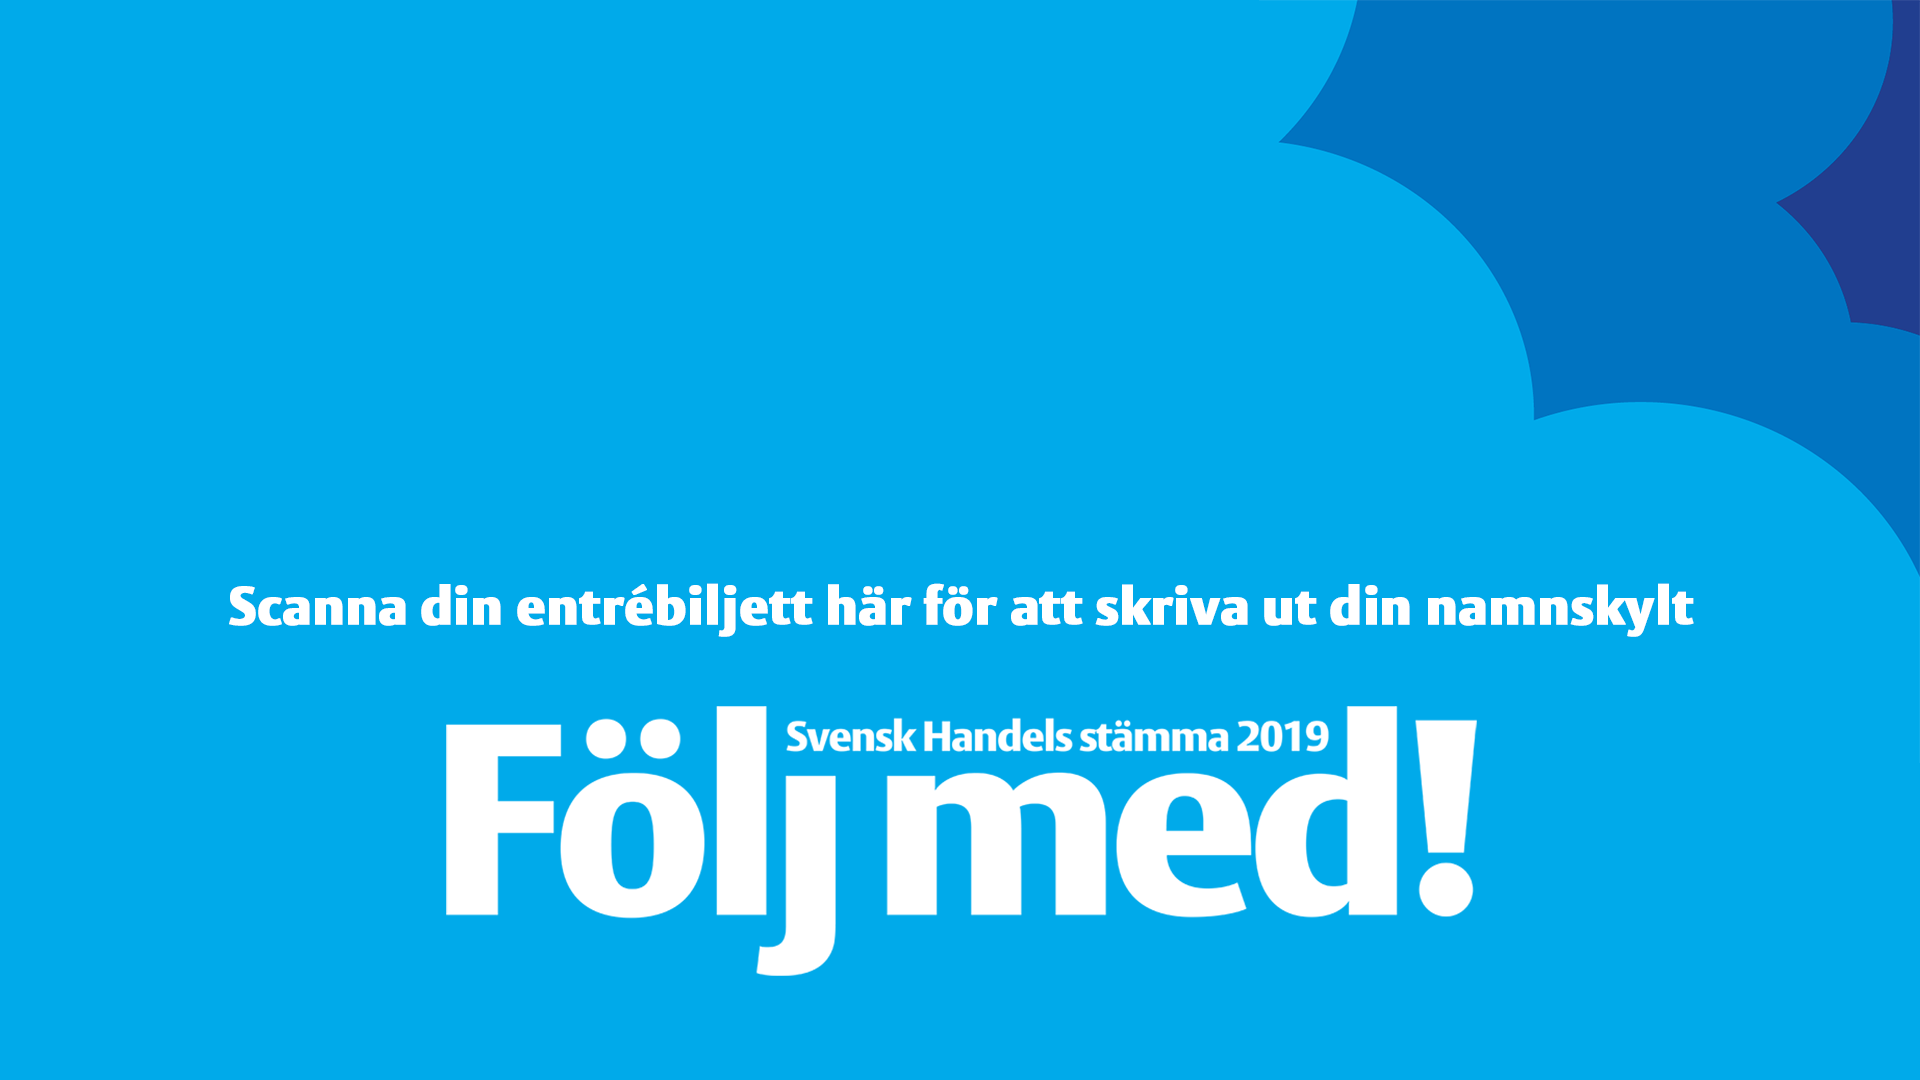 Scanna din entrébiljett här för att skriva ut din namnskylt
Svensk Handels stämma 2019
Följ med!